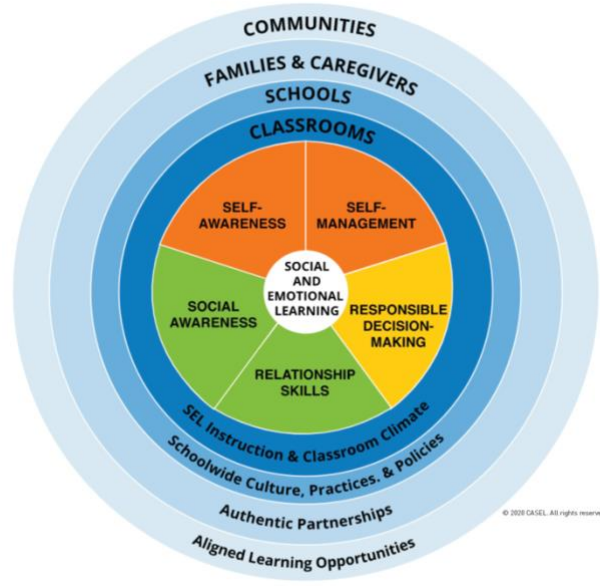 COMMUNITIES
FAMILIES & CAREGIVERS
SCHOOLS
CLASSROOMS
SELF-
AWARENESS
SELF-
MANAGEMENT
SOCIAL
AND
EMOTIONAL
LEARNING
SOCIAL
AWARENESS
RESPONSIBLE
DECISION-
MAKING
RELATIONSHIP
SKILLS
SEL Instruction & Classroom Climate
Schoolwide Culture, Practices. & Policies
Authentic Partnerships
Aligned Learning Opportunities
© 2020 CASEL. All rights reserve